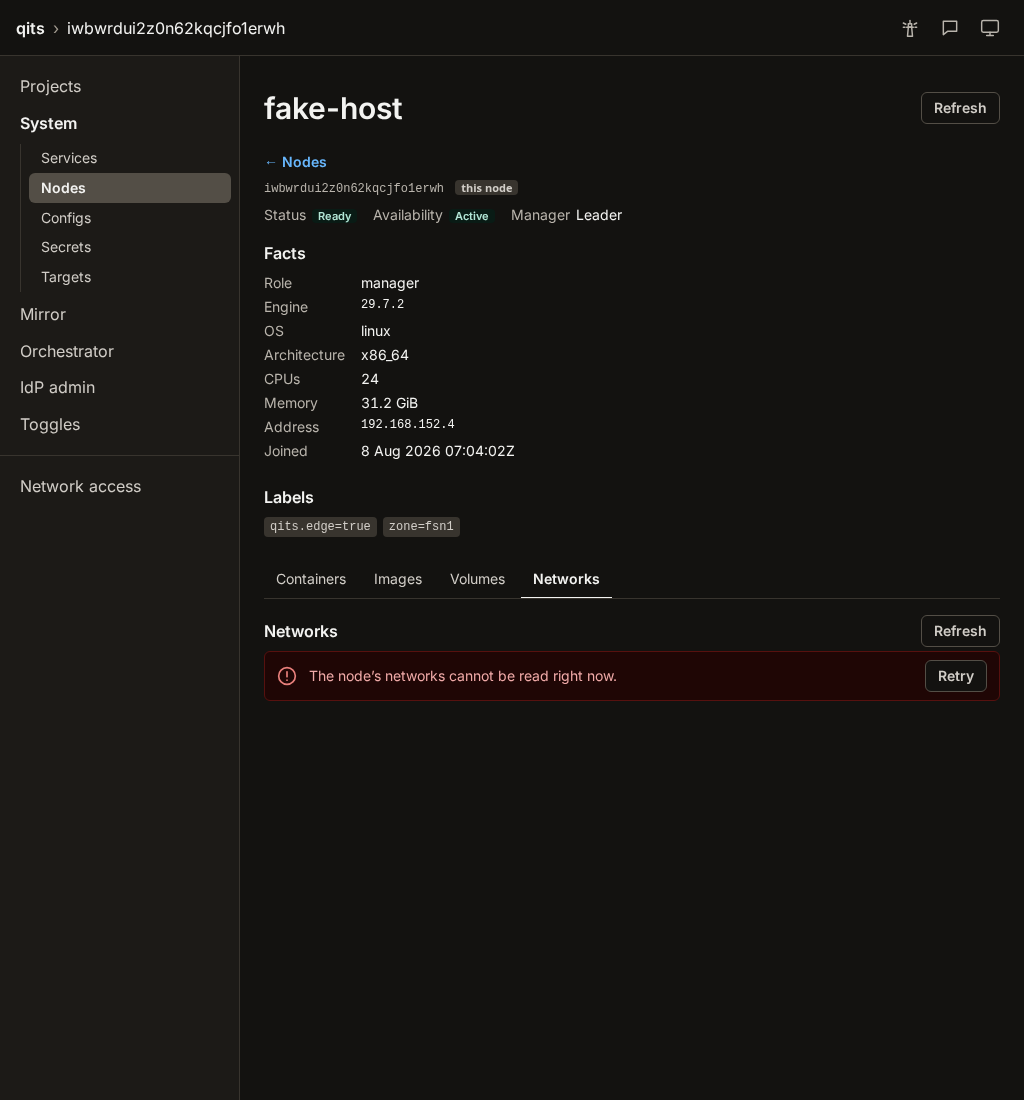 qits › iwbwrdui2z0n62kqcjfo1erwh
Projects
System
Services
Nodes
Configs
Secrets
Targets
Mirror
Orchestrator
IdP admin
Toggles
Network access
fake-host
Refresh
← Nodes
iwbwrdui2z0n62kqcjfo1erwh this node
Status Ready Availability Active Manager Leader
Facts
Role manager
Engine 29.7.2
OS linux
Architecture x86_64
CPUs 24
Memory 31.2 GiB
Address 192.168.152.4
Joined 8 Aug 2026 07:04:02Z
Labels
qits.edge=true zone=fsn1
Containers Images Volumes Networks
Networks Refresh
The node’s networks cannot be read right now. Retry